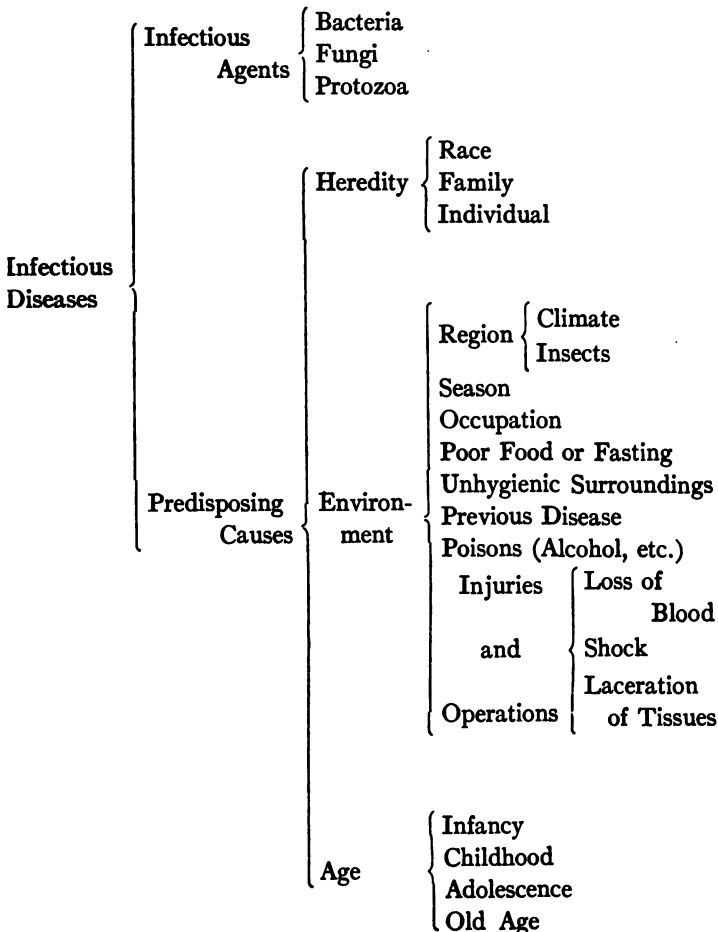 Infectious
Diseases
Infectious
Agents
Bacteria
Fungi
Protozoa
Predisposing
Causes
Heredity
Race
Family
Individual
Environ-
ment
Region
Climate
Insects
Season
Occupation
Poor Food or Fasting
Unhygienic Surroundings
Previous Disease
Poisons (Alcohol, etc.)
Injuries
and
Operations
Loss of
Blood
Shock
Laceration
of Tissues
Age
Infancy
Childhood
Adolescence
Old Age